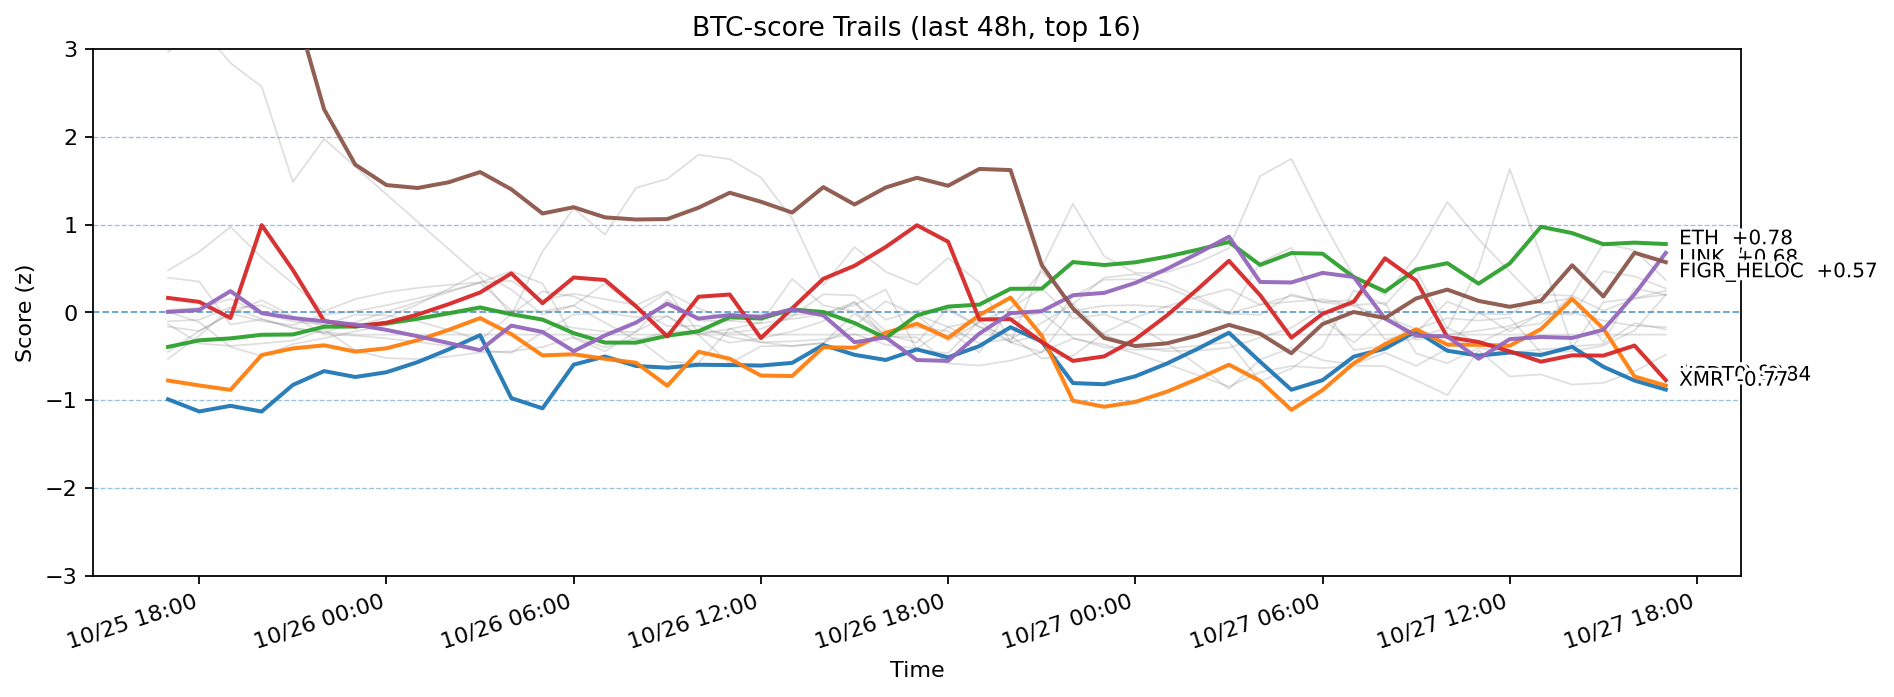 BTC-score Trails (last 48h, top 16)
Score (z)
3
2
1
0
−1
−2
−3
ETH +0.78
LINK +0.68
FIGR_HELOC +0.57
XMR -0.77
10/25 18:00
10/26 00:00
10/26 06:00
10/26 12:00
10/26 18:00
10/27 00:00
10/27 06:00
10/27 12:00
10/27 18:00
Time